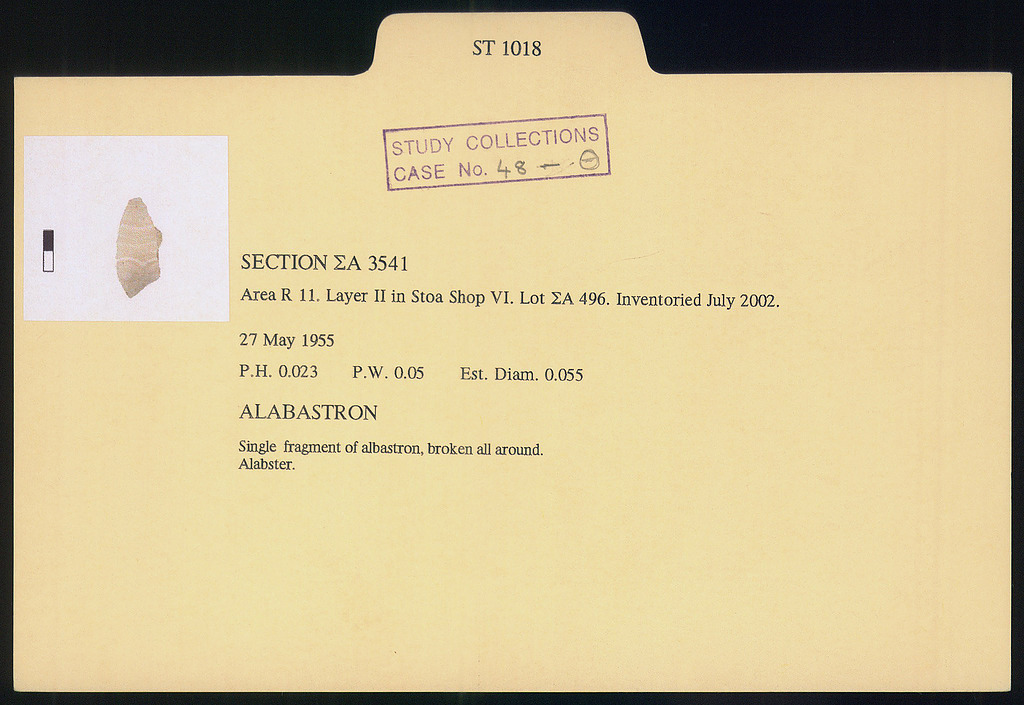 ST 1018
STUDY COLLECTIONS
CASE No. 48 — Θ
SECTION ΣA 3541
Area R 11. Layer II in Stoa Shop VI. Lot ΣA 496. Inventoried July 2002.
27 May 1955
P.H. 0.023 P.W. 0.05 Est. Diam. 0.055
ALABASTRON
Single fragment of albastron, broken all around.
Alabster.